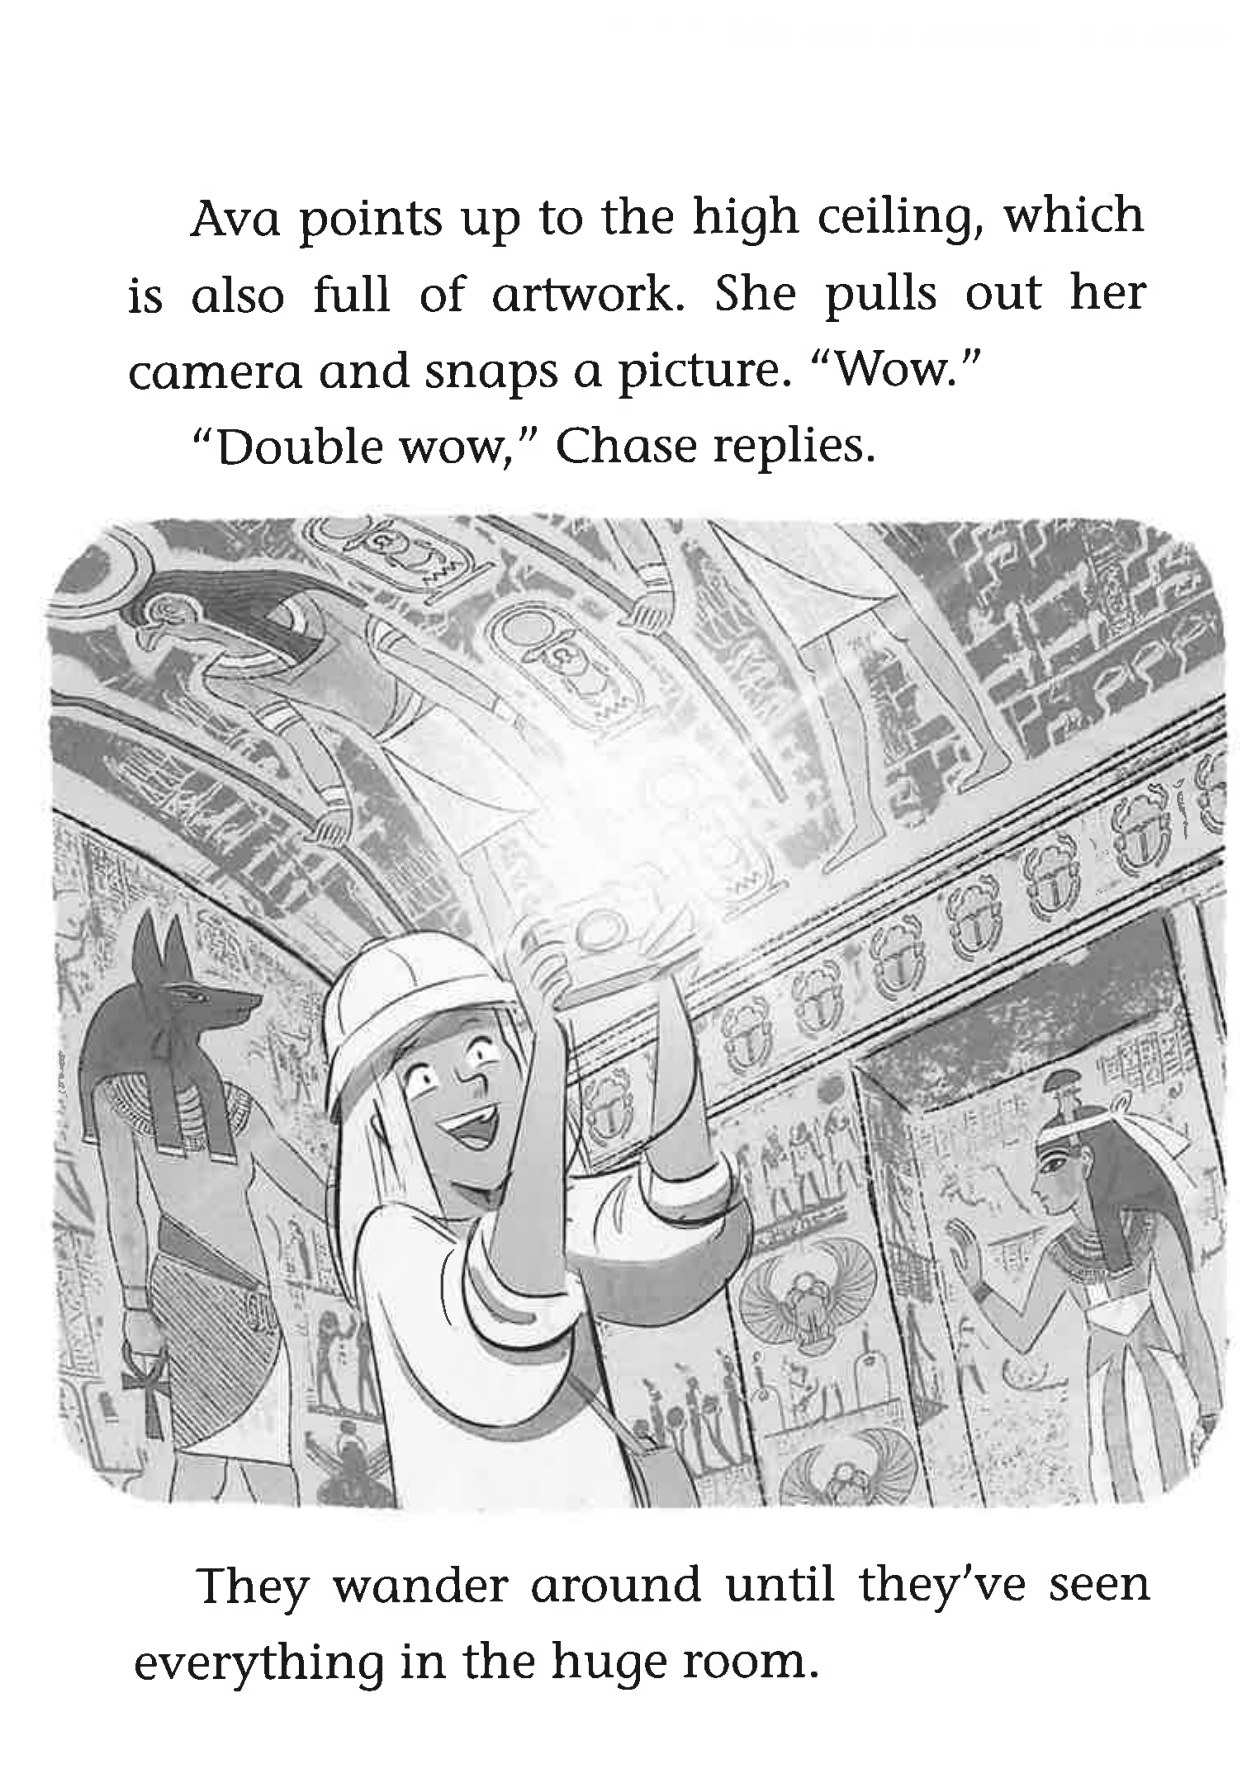 Ava points up to the high ceiling, which
is also full of artwork. She pulls out her
camera and snaps a picture. “Wow.”
“Double wow,” Chase replies.
They wander around until they’ve seen
everything in the huge room.